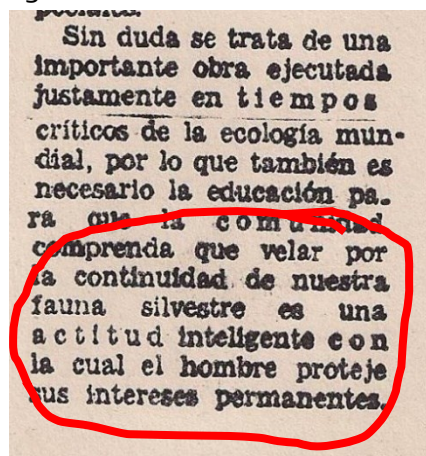 Sin duda se trata de una
importante obra ejecutada
justamente en tiempos
críticos de la ecología mun-
dial, por lo que también es
necesario la educación pa-
ra que la comunidad
comprenda que velar por
la continuidad de nuestra
fauna silvestre es una
actitud inteligente con
la cual el hombre proteje
sus intereses permanentes.